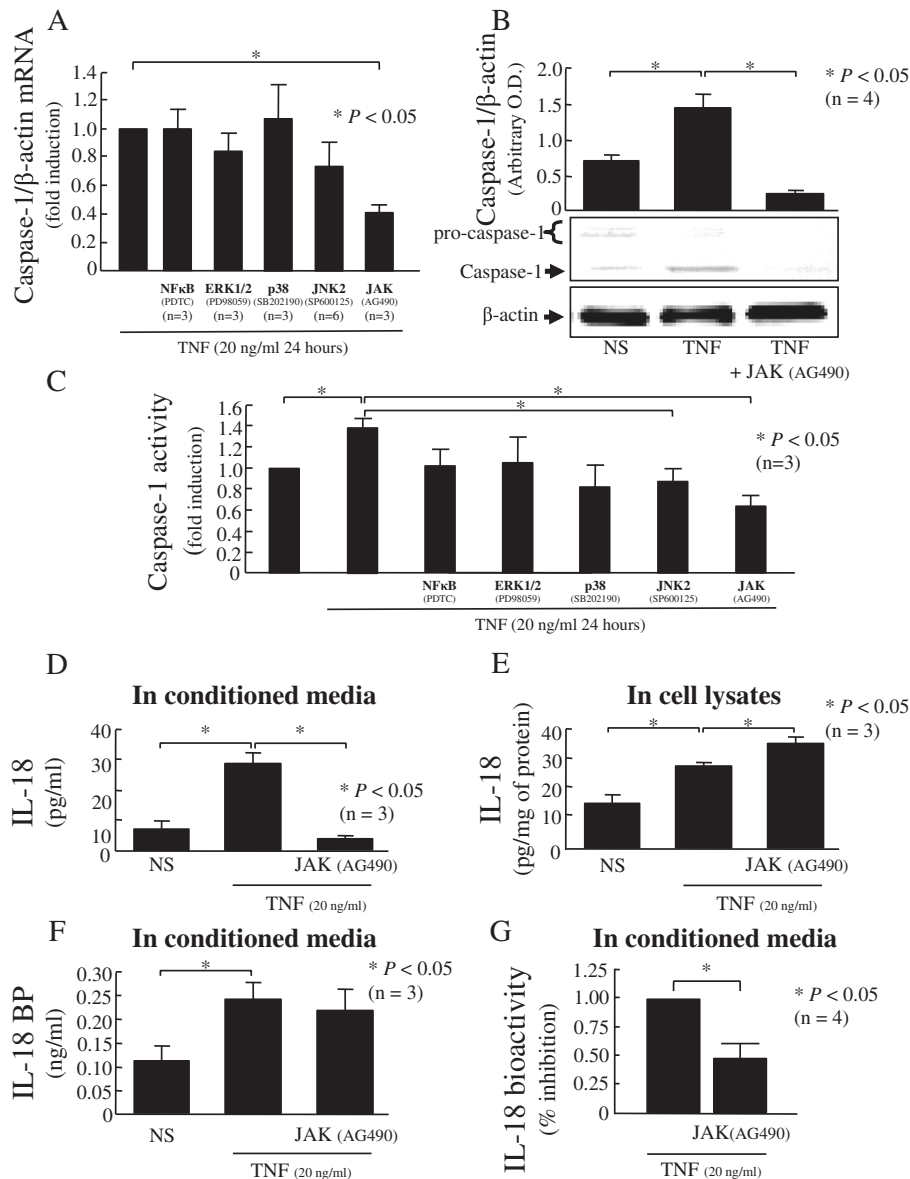 A
Caspase-1/β-actin mRNA
(fold induction)
1.4
1.2
1.0
0.8
0.6
0.4
0.2
0
*
* P < 0.05
NFκB ERK1/2 p38 JNK2 JAK
(PDTC) (PD98059) (SB202190) (SP600125) (AG490)
(n=3) (n=3) (n=3) (n=6) (n=3)
TNF (20 ng/ml 24 hours)
B
Caspase-1/β-actin
(Arbitrary O.D.)
2.0
1.5
1.0
0.5
0
* *
* P < 0.05
(n = 4)
pro-caspase-1
Caspase-1
β-actin
NS TNF TNF
+ JAK (AG490)
C
Caspase-1 activity
(fold induction)
1.6
1.4
1.2
1.0
0.8
0.6
0.4
0.2
0
*
*
*
* P < 0.05
(n=3)
NFκB ERK1/2 p38 JNK2 JAK
(PDTC) (PD98059) (SB202190) (SP600125) (AG490)
TNF (20 ng/ml 24 hours)
D
In conditioned media
IL-18
(pg/ml)
40
30
20
10
0
* *
* P < 0.05
(n = 3)
NS JAK (AG490)
TNF (20 ng/ml)
E
In cell lysates
IL-18
(pg/mg of protein)
40
30
20
10
0
* *
* P < 0.05
(n = 3)
NS JAK (AG490)
TNF (20 ng/ml)
F
In conditioned media
IL-18 BP
(ng/ml)
0.30
0.25
0.20
0.15
0.10
0.05
0
*
* P < 0.05
(n = 3)
NS JAK (AG490)
TNF (20 ng/ml)
G
In conditioned media
IL-18 bioactivity
(% inhibition)
1.25
1.00
0.75
0.50
0.25
0
*
* P < 0.05
(n = 4)
JAK(AG490)
TNF (20 ng/ml)